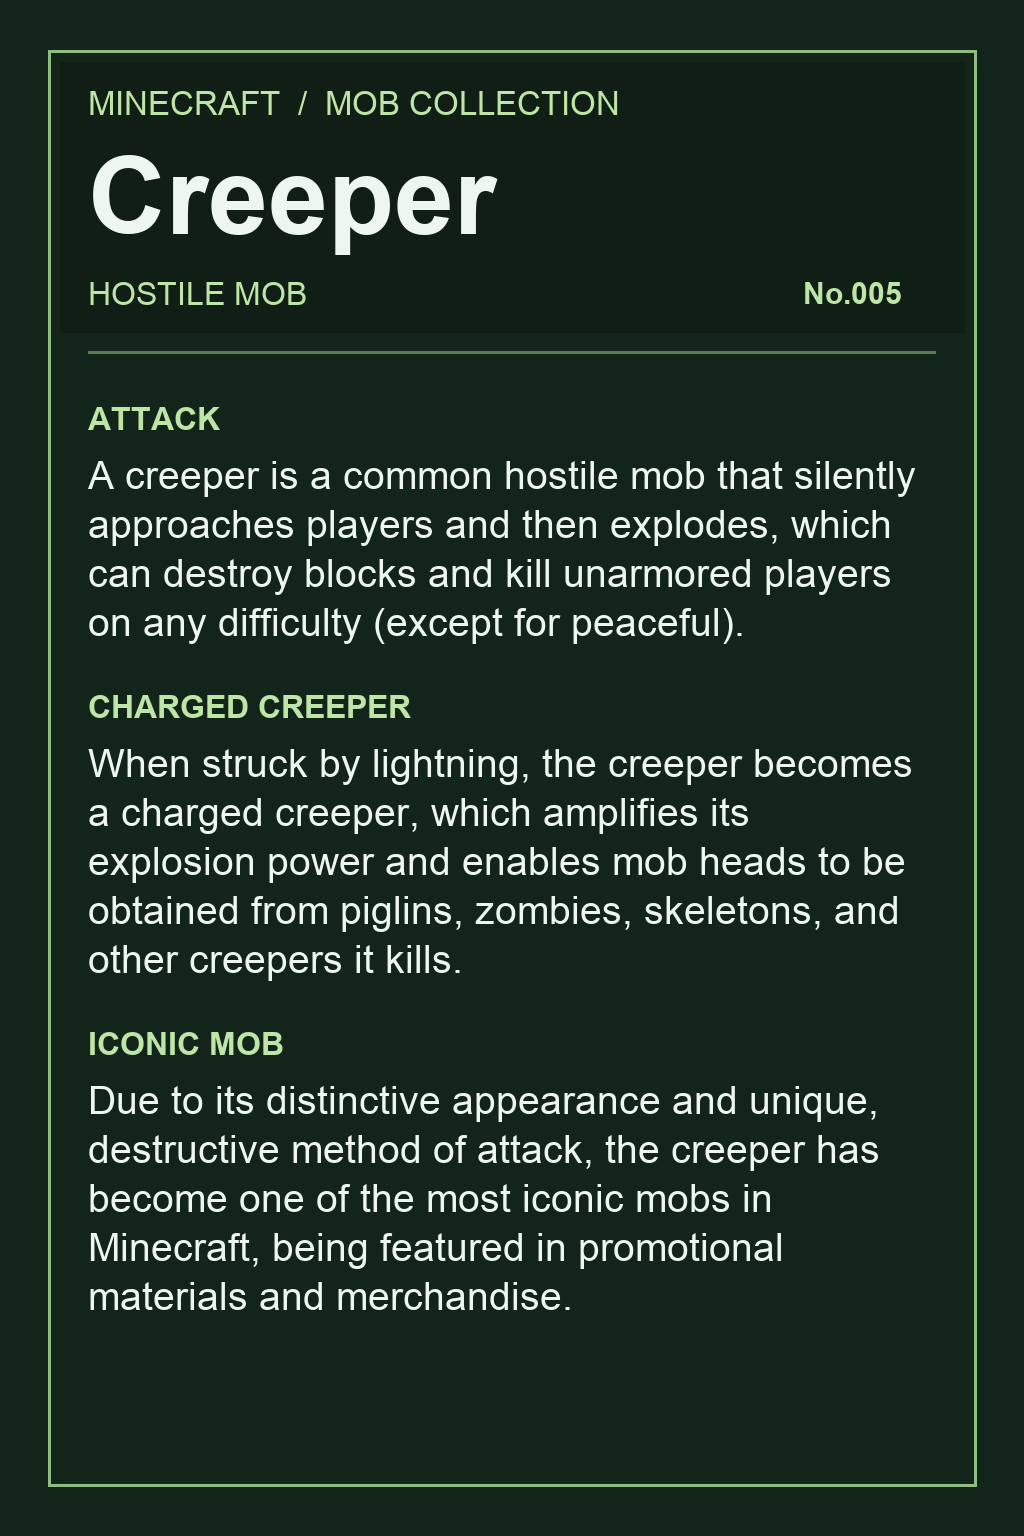 MINECRAFT / MOB COLLECTION
Creeper
HOSTILE MOB
No.005
ATTACK
A creeper is a common hostile mob that silently
approaches players and then explodes, which
can destroy blocks and kill unarmored players
on any difficulty (except for peaceful).
CHARGED CREEPER
When struck by lightning, the creeper becomes
a charged creeper, which amplifies its
explosion power and enables mob heads to be
obtained from piglins, zombies, skeletons, and
other creepers it kills.
ICONIC MOB
Due to its distinctive appearance and unique,
destructive method of attack, the creeper has
become one of the most iconic mobs in
Minecraft, being featured in promotional
materials and merchandise.